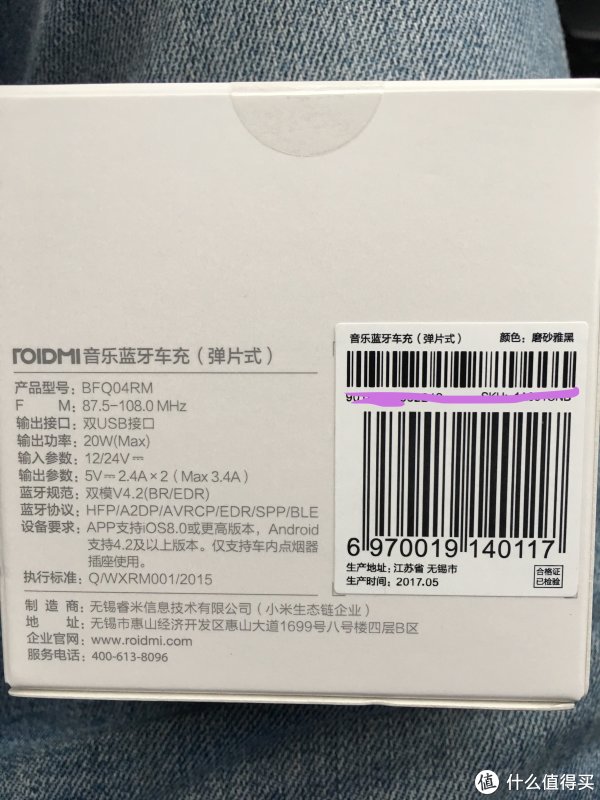 ROIDMI 音乐蓝牙车充（弹片式）
产品型号：BFQ04RM
F M：87.5-108.0 MHz
输出接口：双USB接口
输出功率：20W(Max)
输入参数：12/24V⎓
输出参数：5V⎓2.4A×2（Max 3.4A）
蓝牙规范：双模V4.2(BR/EDR)
蓝牙协议：HFP/A2DP/AVRCP/EDR/SPP/BLE
设备要求：APP支持iOS8.0或更高版本，Android
支持4.2及以上版本。仅支持车内点烟器
插座使用。
执行标准：Q/WXRM001/2015
制造商：无锡睿米信息技术有限公司（小米生态链企业）
地址：无锡市惠山经济开发区惠山大道1699号八号楼四层B区
企业官网：www.roidmi.com
服务电话：400-613-8096
音乐蓝牙车充（弹片式） 颜色：磨砂雅黑
6 970019 140117
生产地址：江苏省 无锡市
生产时间：2017.05
合格证
已检验
值 什么值得买